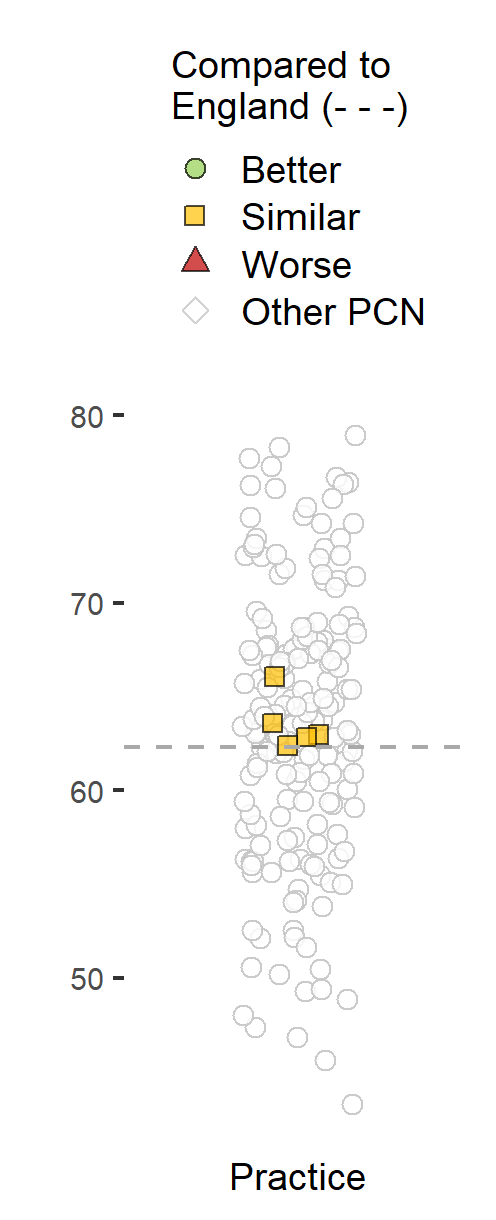 Compared to
England (- - -)
Better
Similar
Worse
Other PCN
80
70
60
50
Practice